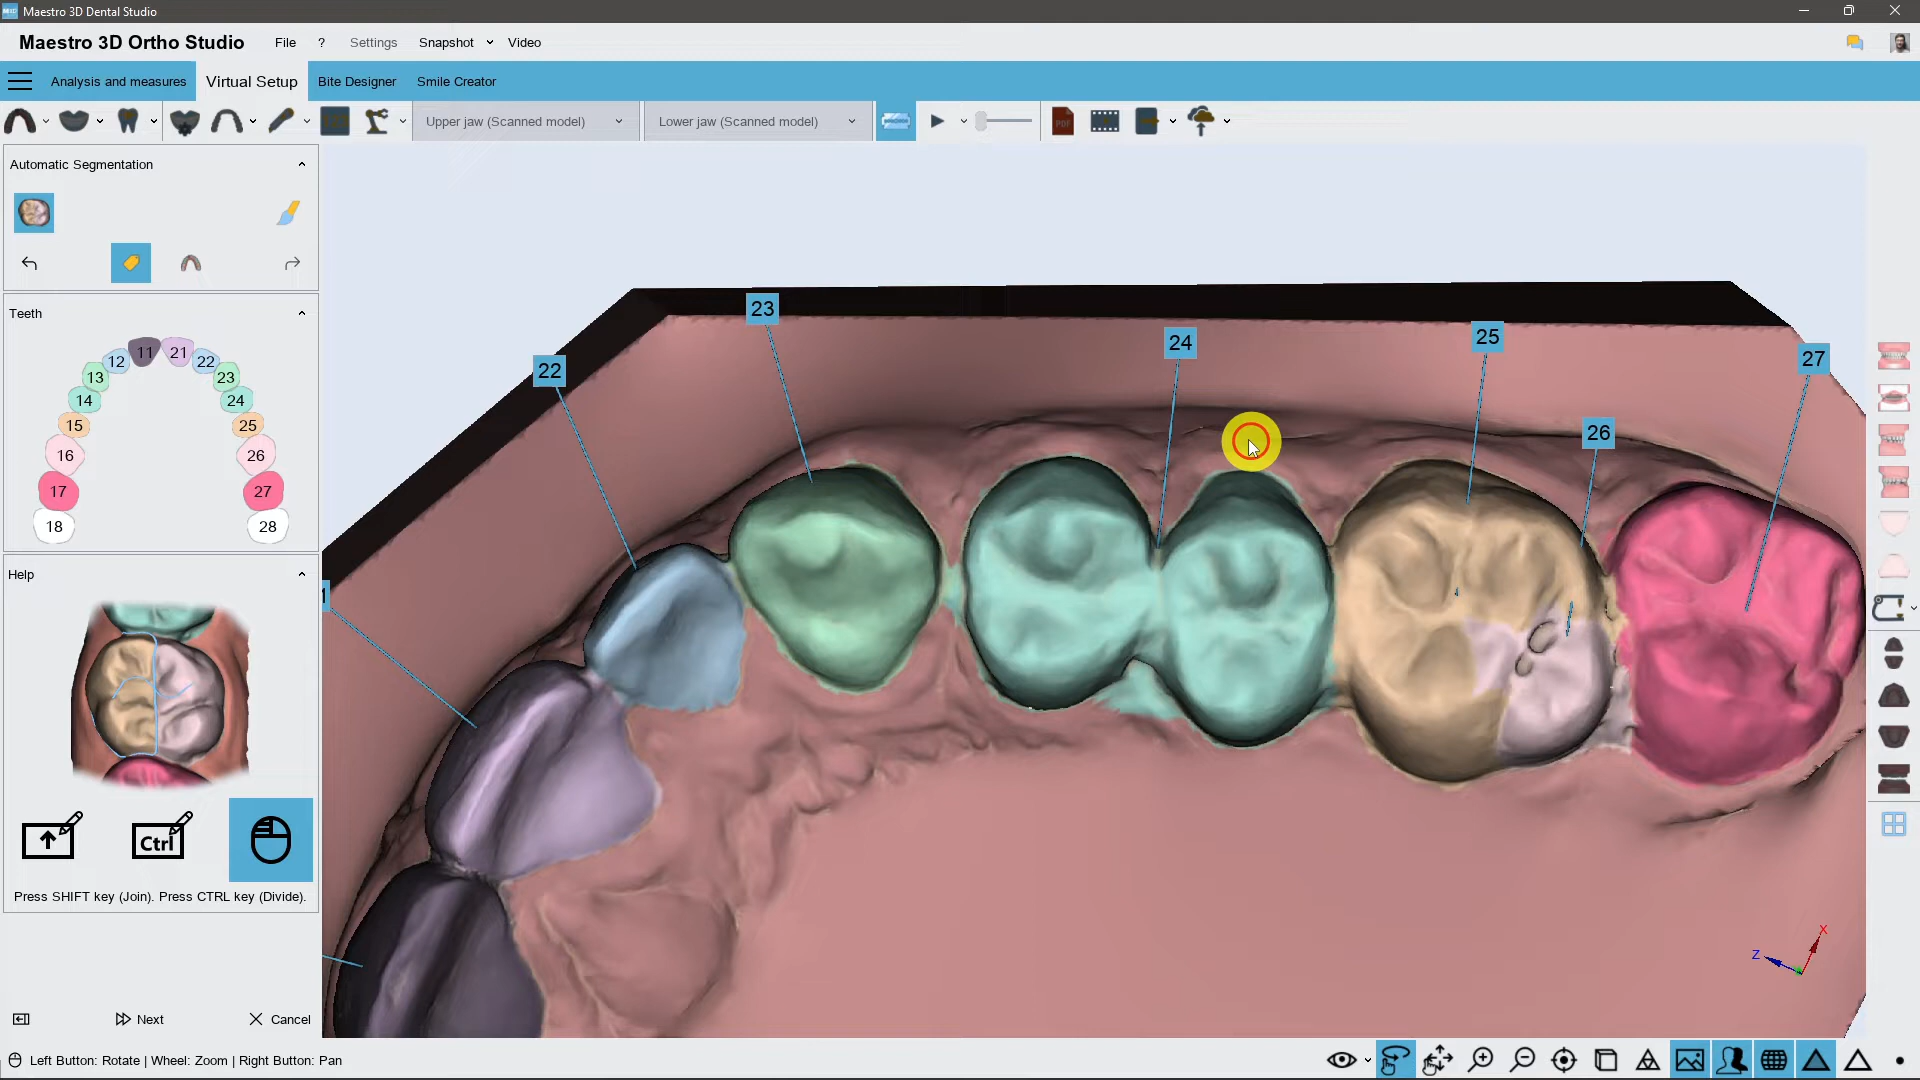 Maestro 3D Dental Studio
Maestro 3D Ortho Studio File ? Settings Snapshot Video
Analysis and measures Virtual Setup Bite Designer Smile Creator
Upper jaw (Scanned model) Lower jaw (Scanned model) PDF
Automatic Segmentation
Teeth
11 21
12 22
13 23
14 24
15 25
16 26
17 27
18 28
23
24
25
27
22
26
1
Help
Ctrl
Press SHIFT key (Join). Press CTRL key (Divide).
X
Z
Next Cancel
Left Button: Rotate | Wheel: Zoom | Right Button: Pan